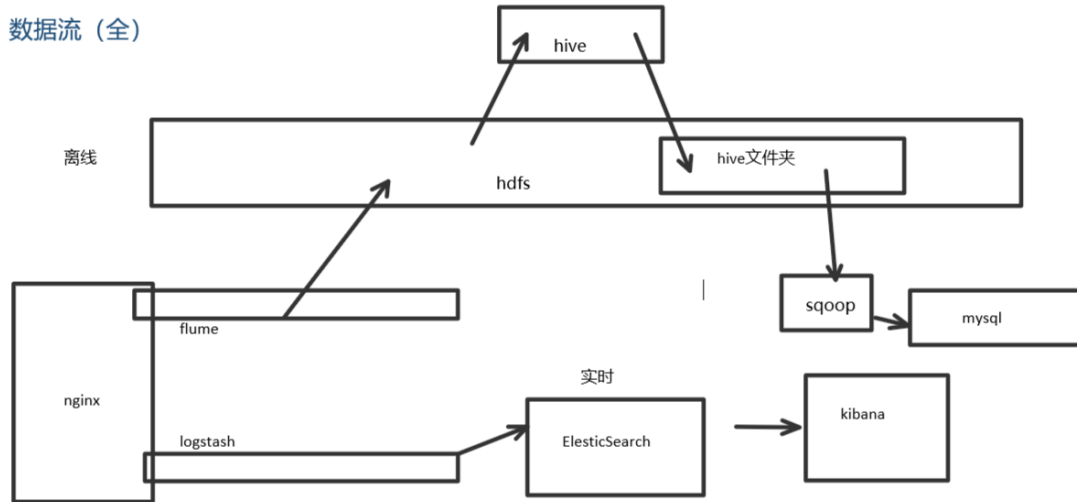 数据流（全）
hive
离线
hive文件夹
hdfs
sqoop
mysql
flume
实时
nginx
kibana
logstash
ElesticSearch